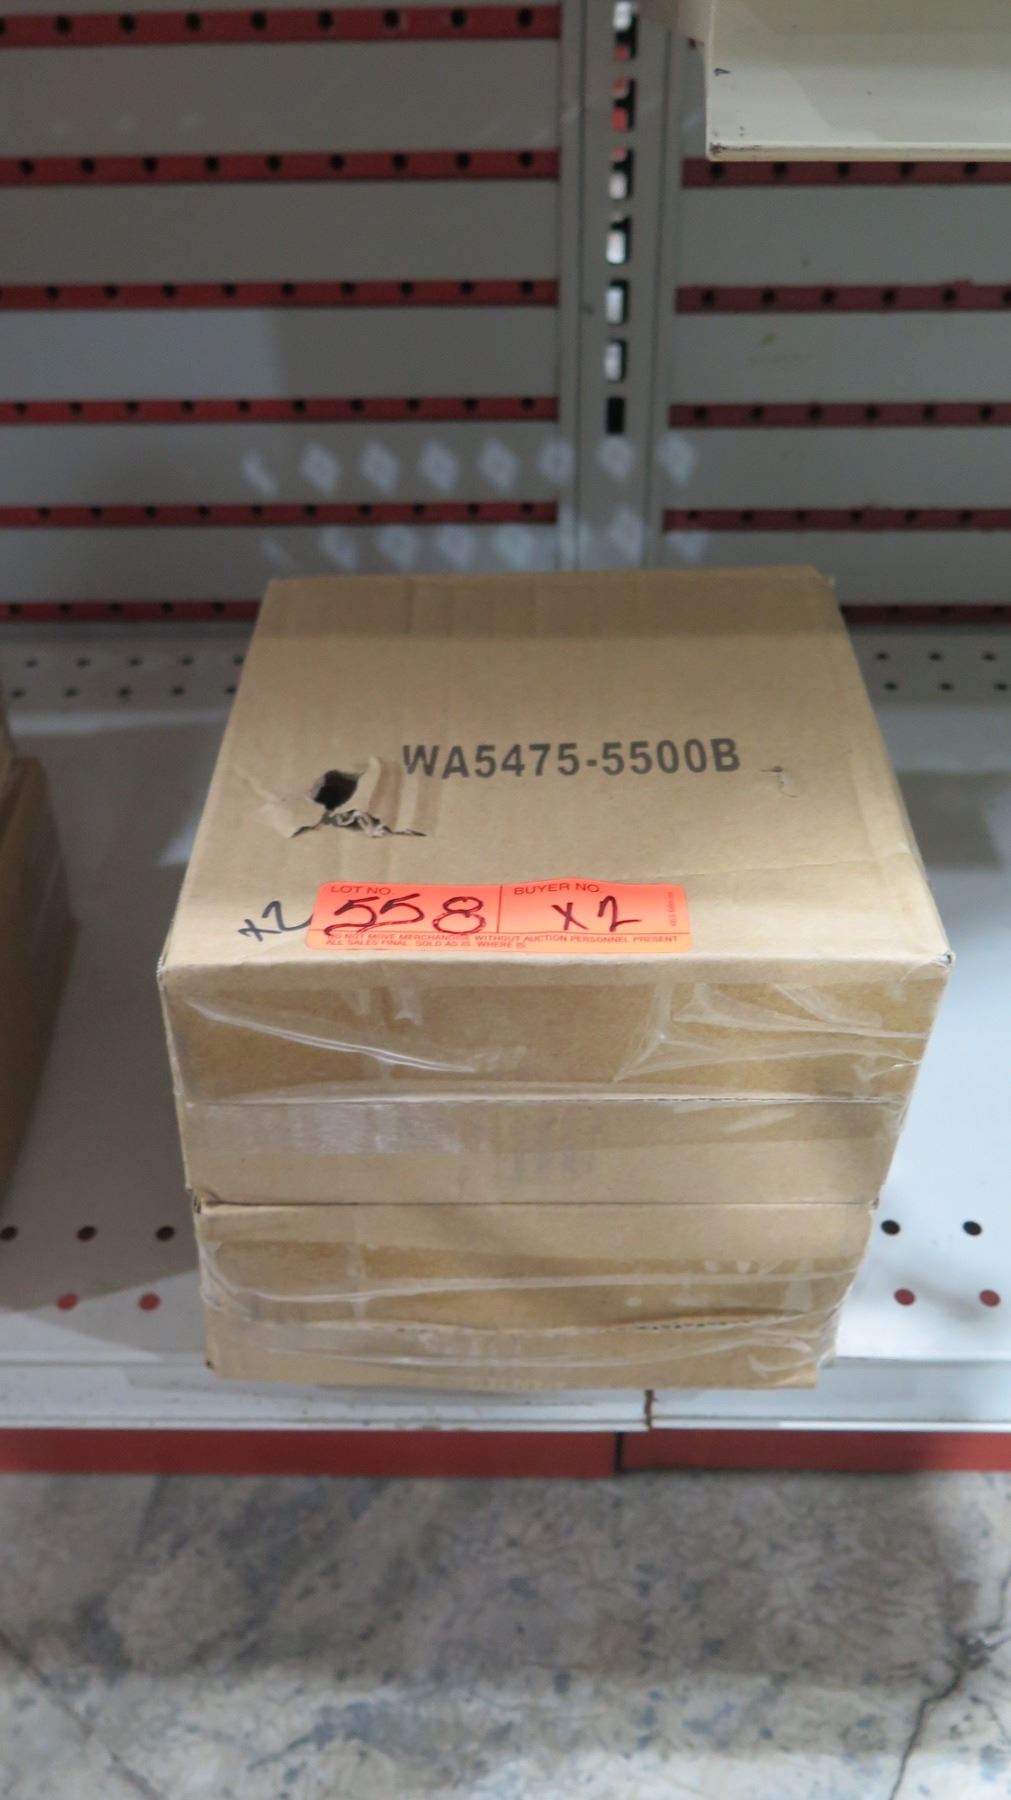 WA5475-5500B
x2
LOT NO. BUYER NO.
558 x2
DO NOT MOVE MERCHANDISE WITHOUT AUCTION PERSONNEL PRESENT
ALL SALES FINAL. SOLD AS IS WHERE IS.